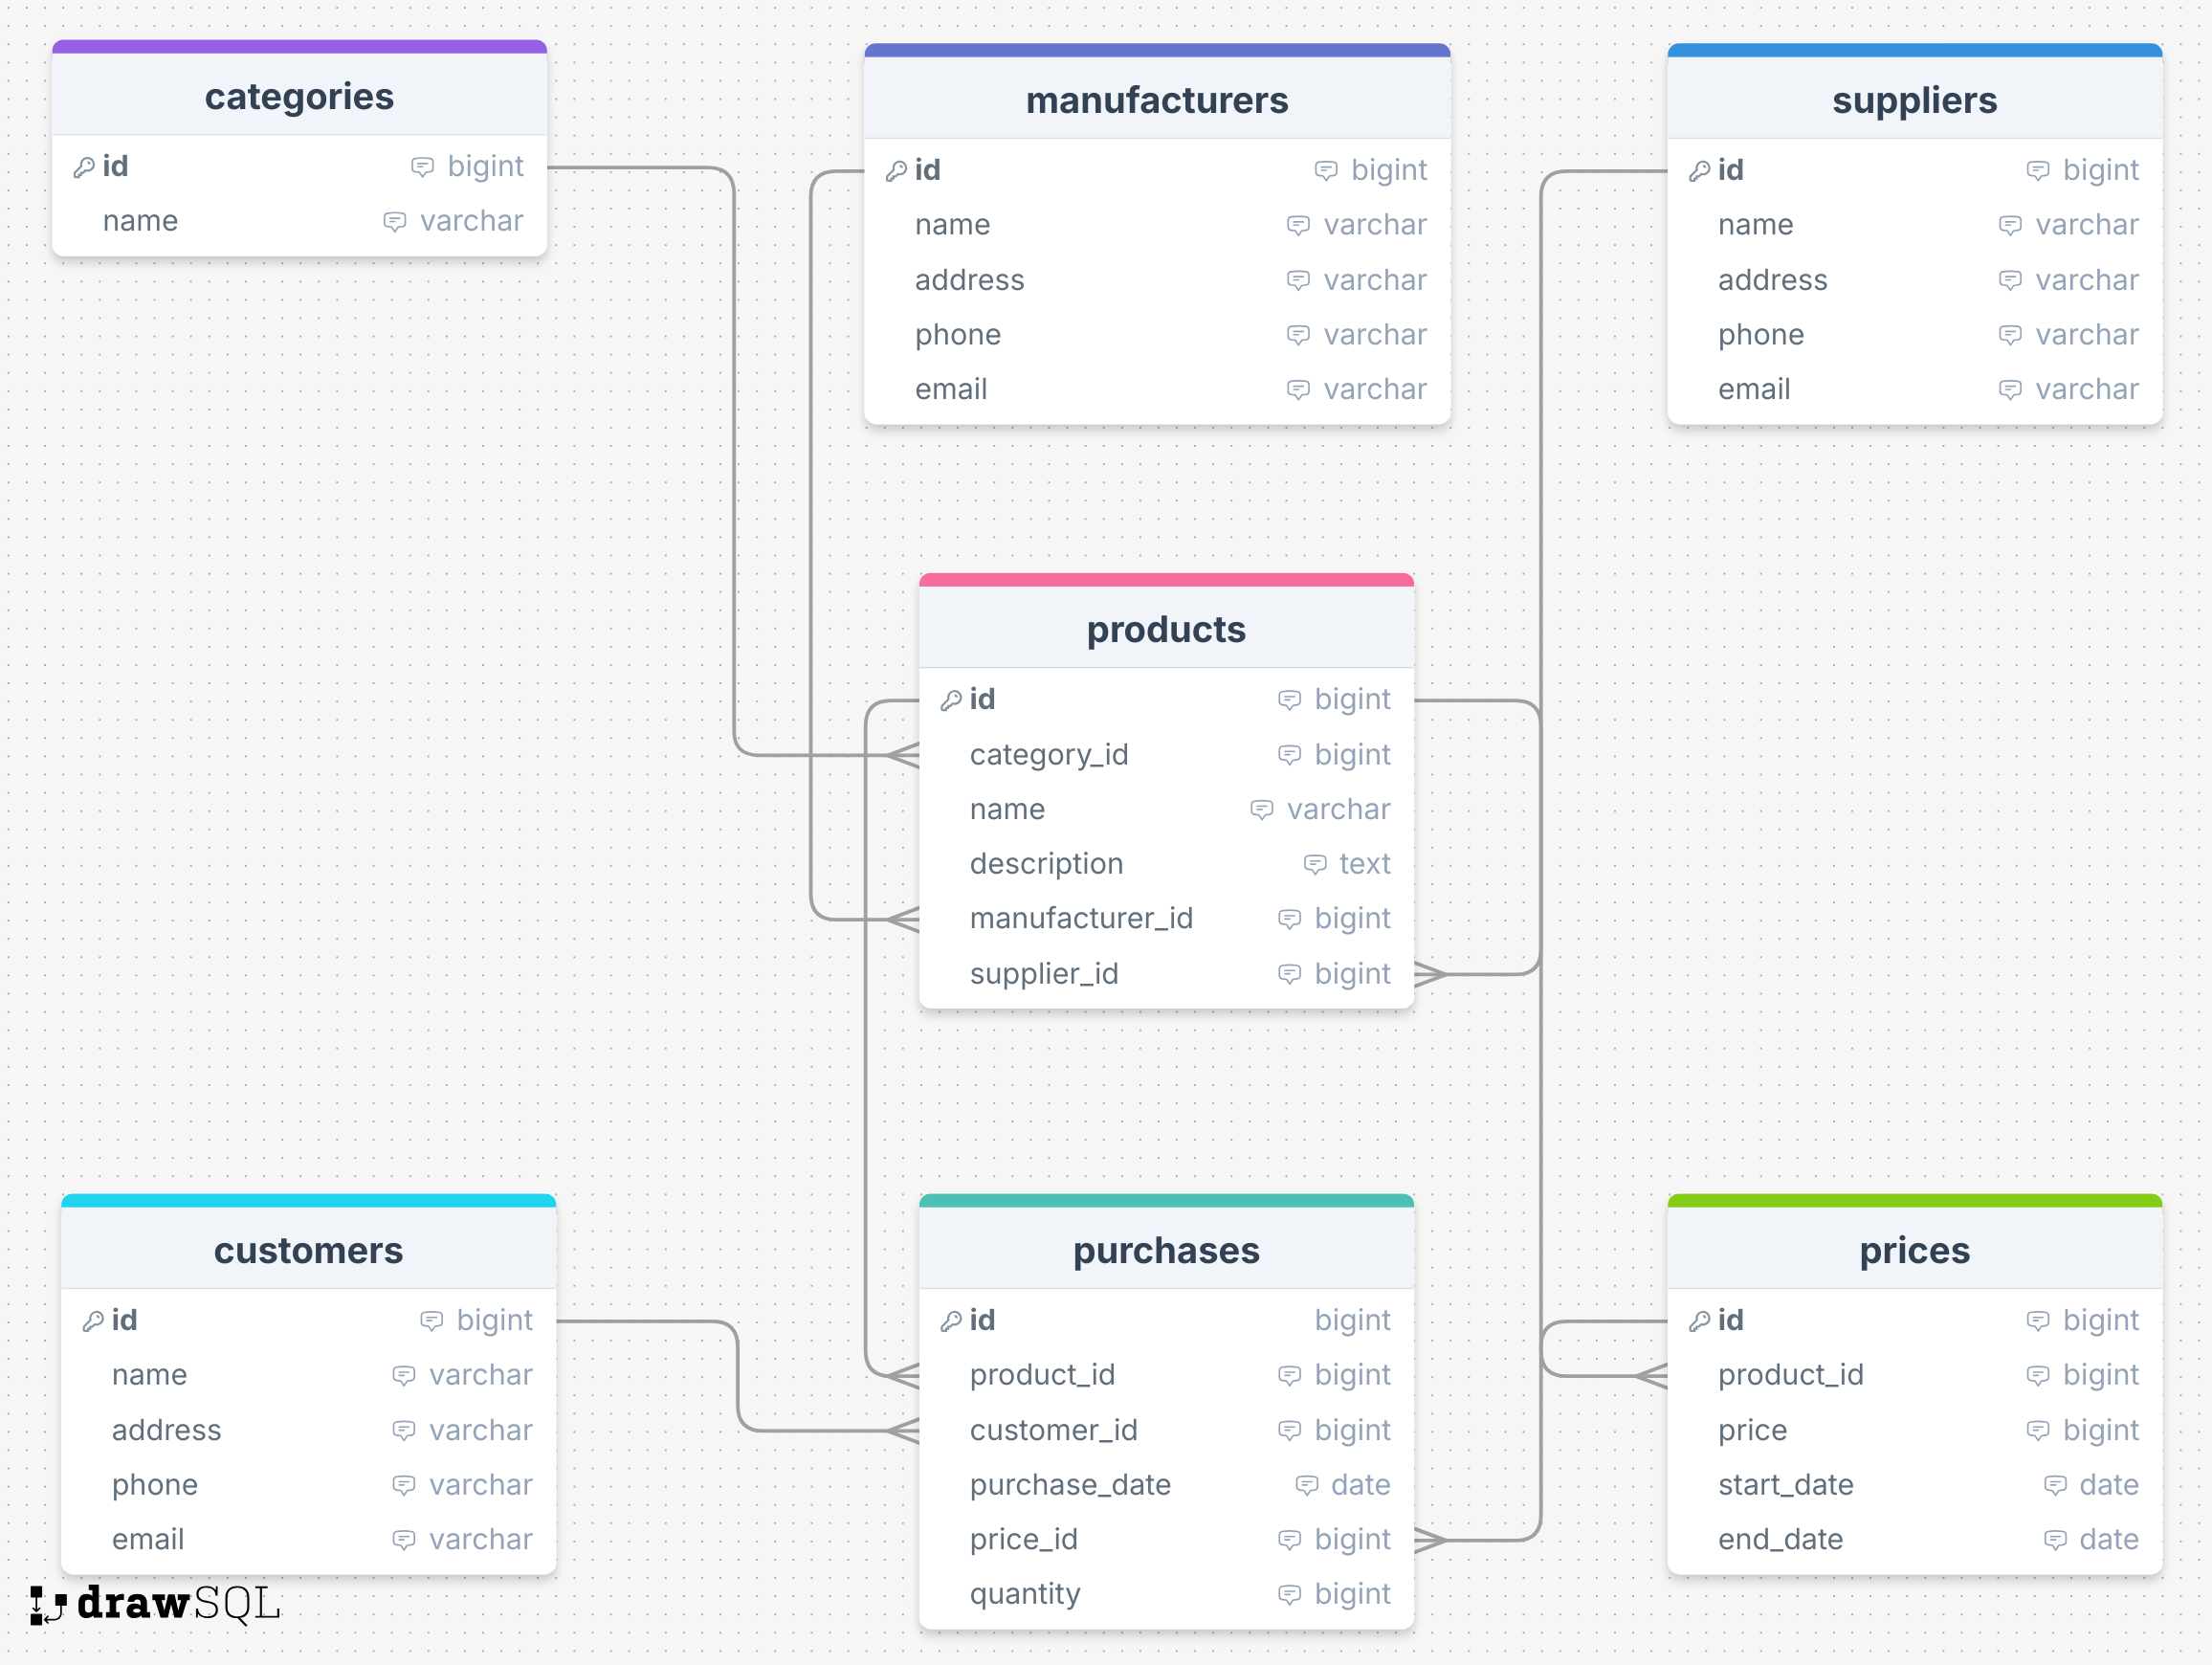 categories
id bigint
name varchar
manufacturers
id bigint
name varchar
address varchar
phone varchar
email varchar
suppliers
id bigint
name varchar
address varchar
phone varchar
email varchar
products
id bigint
category_id bigint
name varchar
description text
manufacturer_id bigint
supplier_id bigint
customers
id bigint
name varchar
address varchar
phone varchar
email varchar
purchases
id bigint
product_id bigint
customer_id bigint
purchase_date date
price_id bigint
quantity bigint
prices
id bigint
product_id bigint
price bigint
start_date date
end_date date
drawSQL